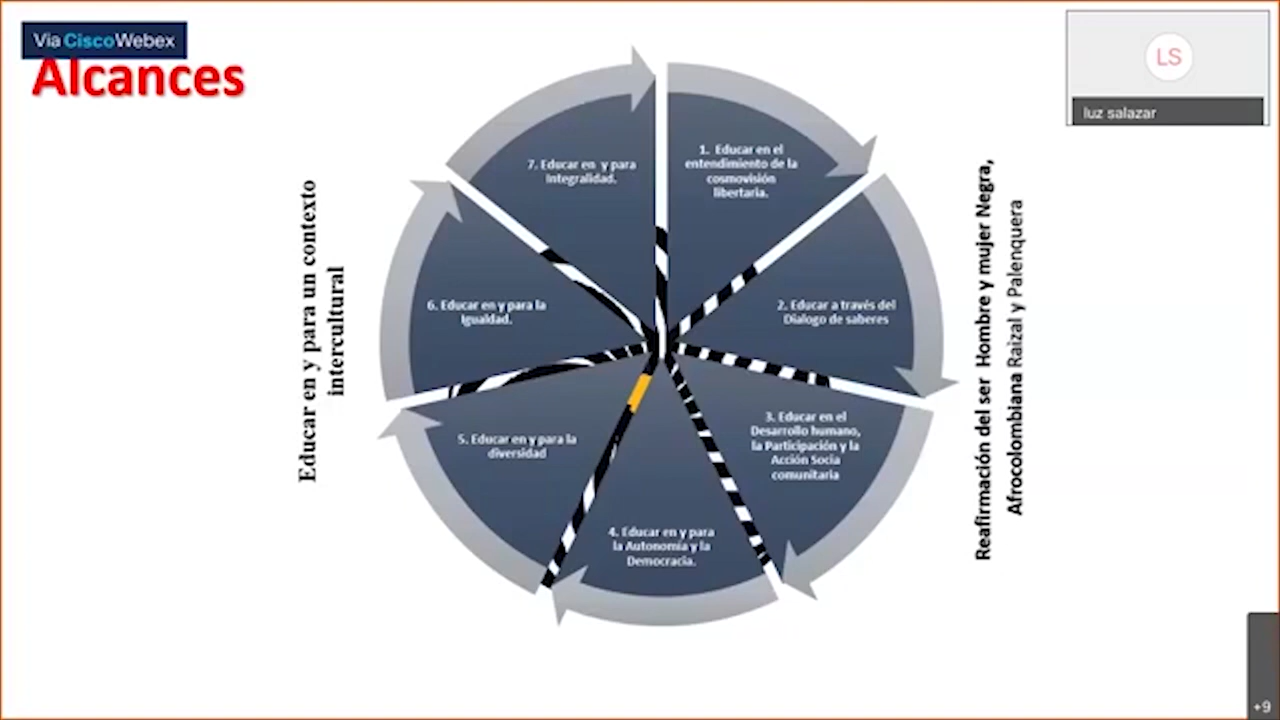 Via CiscoWebex
Alcances
LS
luz salazar
1. Educar en el
entendimiento de la
cosmovisión
libertaria.
2. Educar a través del
Dialogo de saberes
3. Educar en el
Desarrollo humano,
la Participación y la
Acción Socia
comunitaria
4. Educar en y para
la Autonomía y la
Democracia.
5. Educar en y para la
diversidad
6. Educar en y para la
Igualdad.
7. Educar en y para
Integralidad.
Educar en y para un contexto
intercultural
Reafirmación del ser Hombre y mujer Negra,
Afrocolombiana Raizal y Palenquera
+9